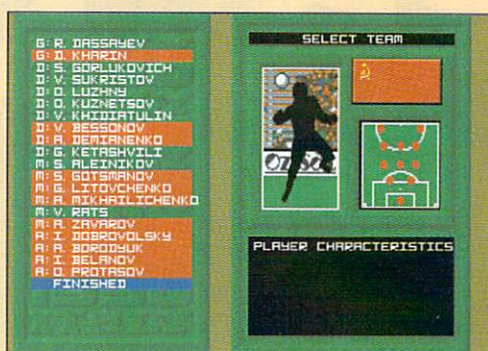 G: R. DASSAYEV
G: D. KHARIN
D: S. GORLUKOVICH
D: V. SUKRISTOV
D: O. LUZHNY
D: O. KUZNETSOV
D: V. KHIDIATULIN
D: V. BESSONOV
D: A. DEMIANENKO
D: G. KETASHVILI
M: S. ALEINIKOV
M: S. GOTSMANOV
M: G. LITOVCHENKO
M: A. MIKHAILICHENKO
M: V. RATS
M: A. ZAVAROV
A: I. DOBROVOLSKY
A: A. BORODYUK
A: I. BELANOV
A: O. PROTASOV
FINISHED
SELECT TEAM
PLAYER CHARACTERISTICS